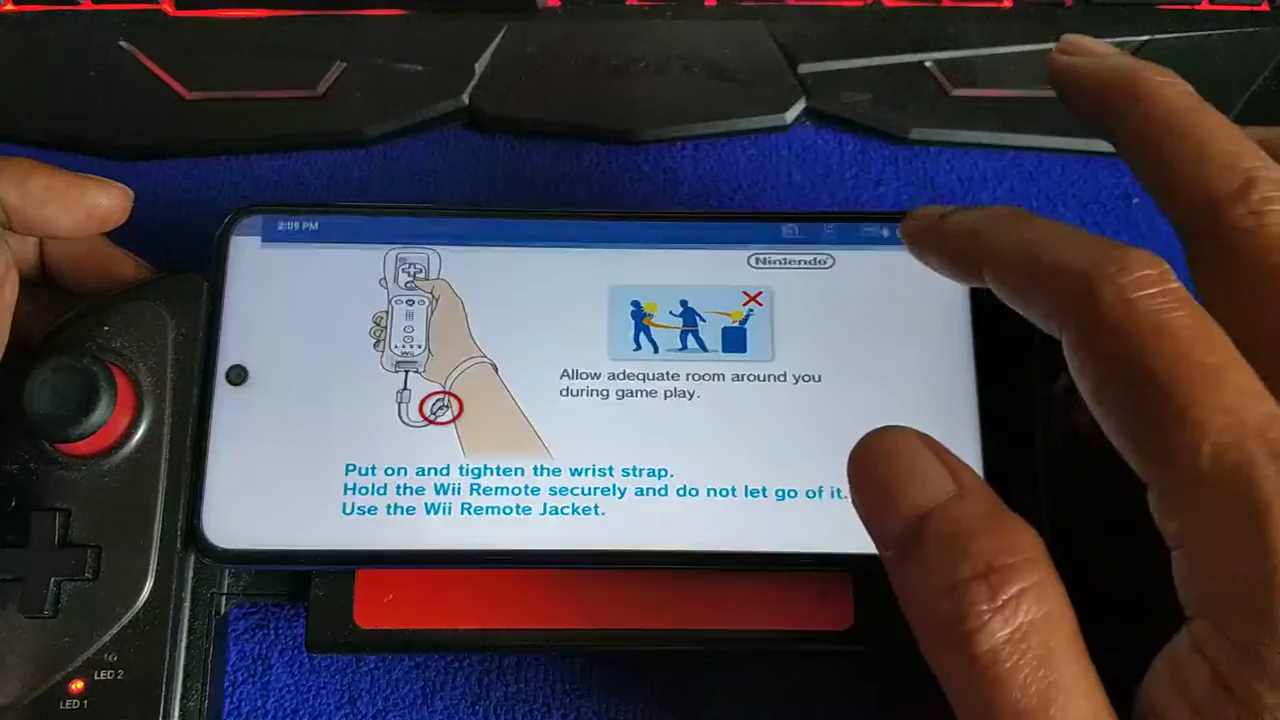 2:09 PM
Nintendo
Wii
Allow adequate room around you
during game play.
Put on and tighten the wrist strap.
Hold the Wii Remote securely and do not let go of it.
Use the Wii Remote Jacket.
LED 2
LED 1